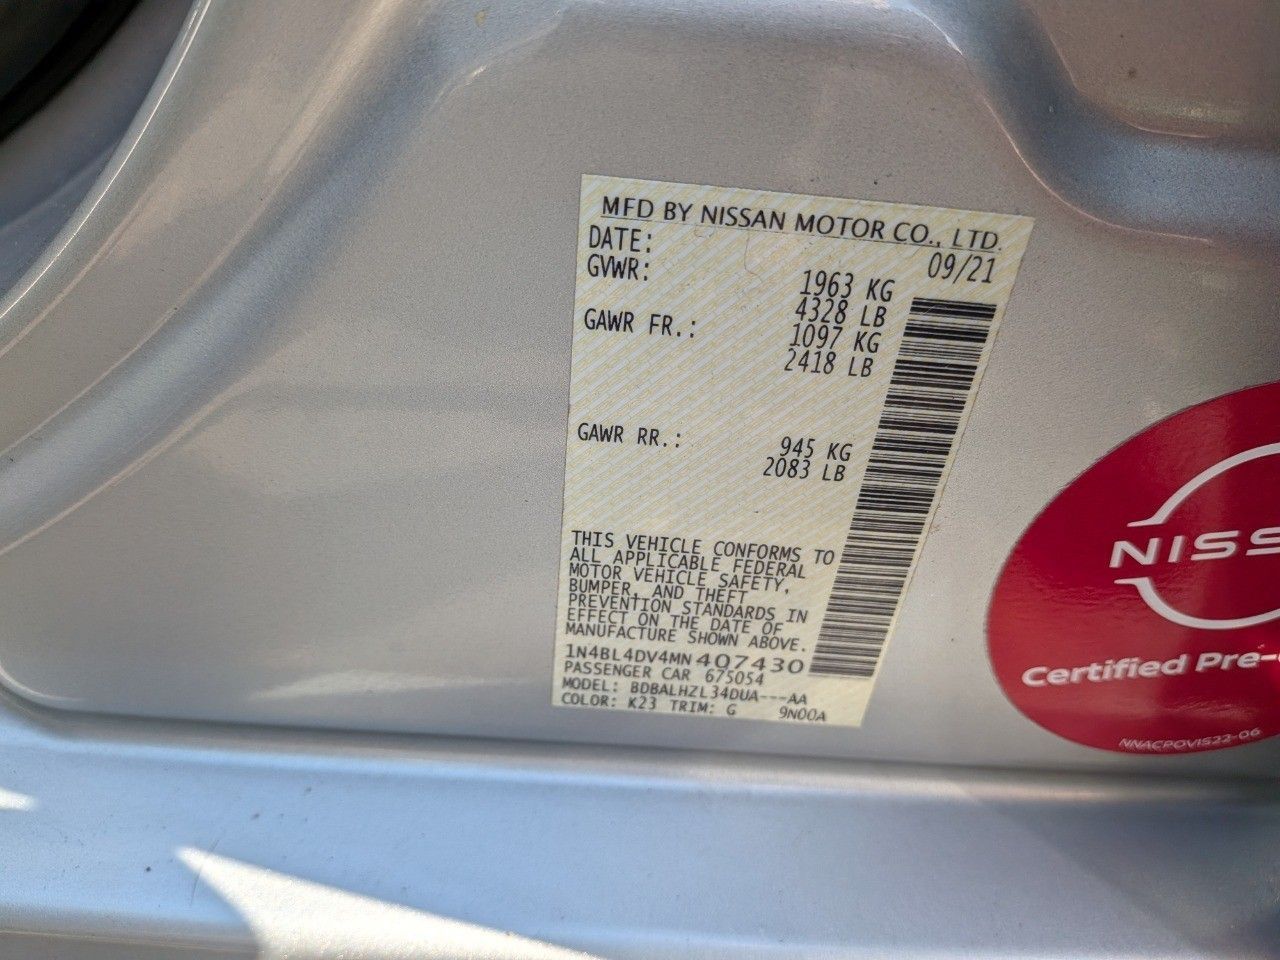 MFD BY NISSAN MOTOR CO., LTD.
DATE: 09/21
GVWR: 1963 KG
4328 LB
GAWR FR.: 1097 KG
2418 LB
GAWR RR.: 945 KG
2083 LB
THIS VEHICLE CONFORMS TO
ALL APPLICABLE FEDERAL
MOTOR VEHICLE SAFETY,
BUMPER, AND THEFT
PREVENTION STANDARDS IN
EFFECT ON THE DATE OF
MANUFACTURE SHOWN ABOVE.
1N4BL4DV4MN407430
PASSENGER CAR 675054
MODEL: BDBALHZL34DUA---AA
COLOR: K23 TRIM: G 9N00A
NISS
Certified Pre-
NNACPOVIS22-06